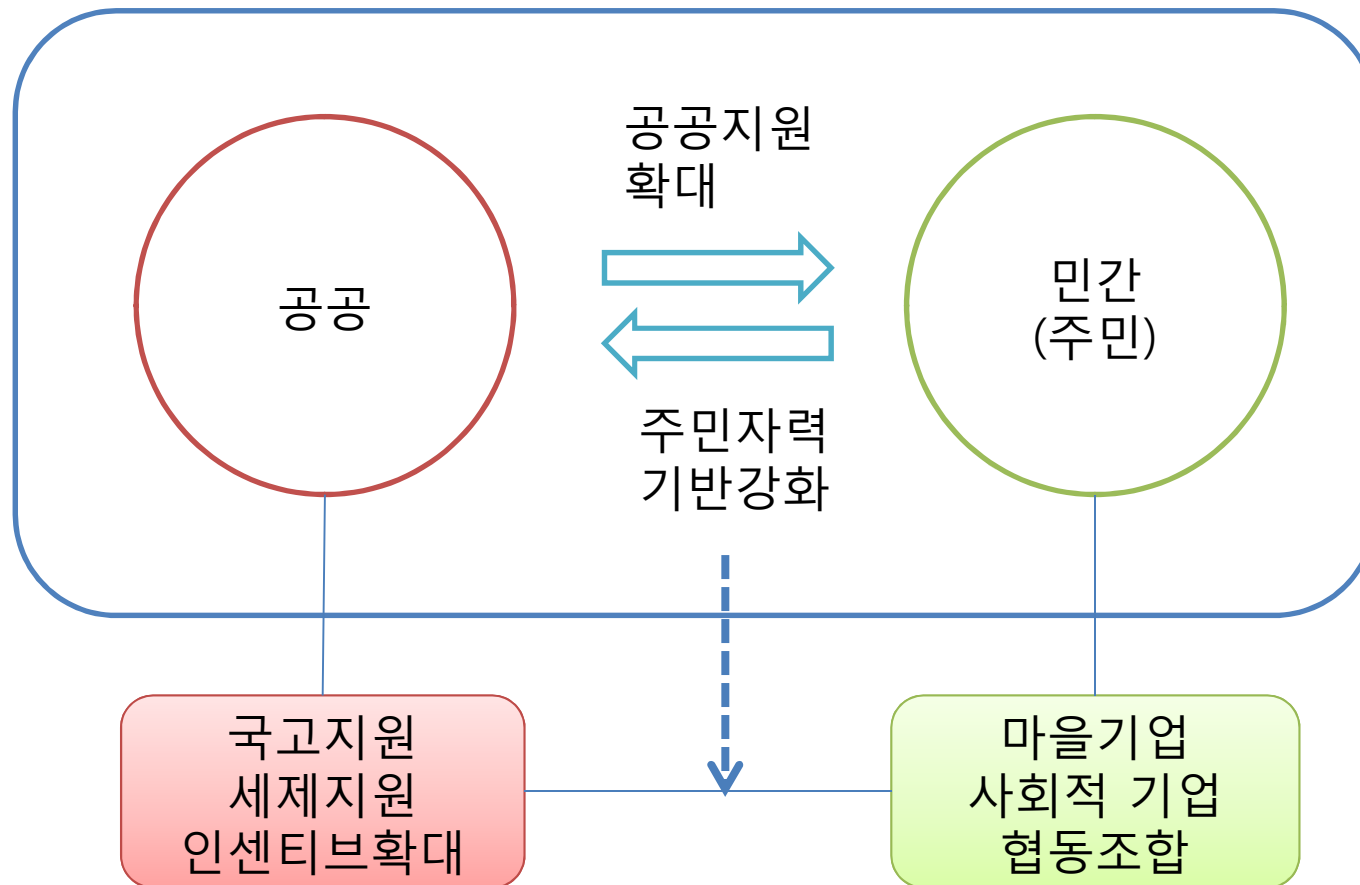 공공지원
확대
공공
민간
(주민)
주민자력
기반강화
국고지원
세제지원
인센티브확대
마을기업
사회적 기업
협동조합